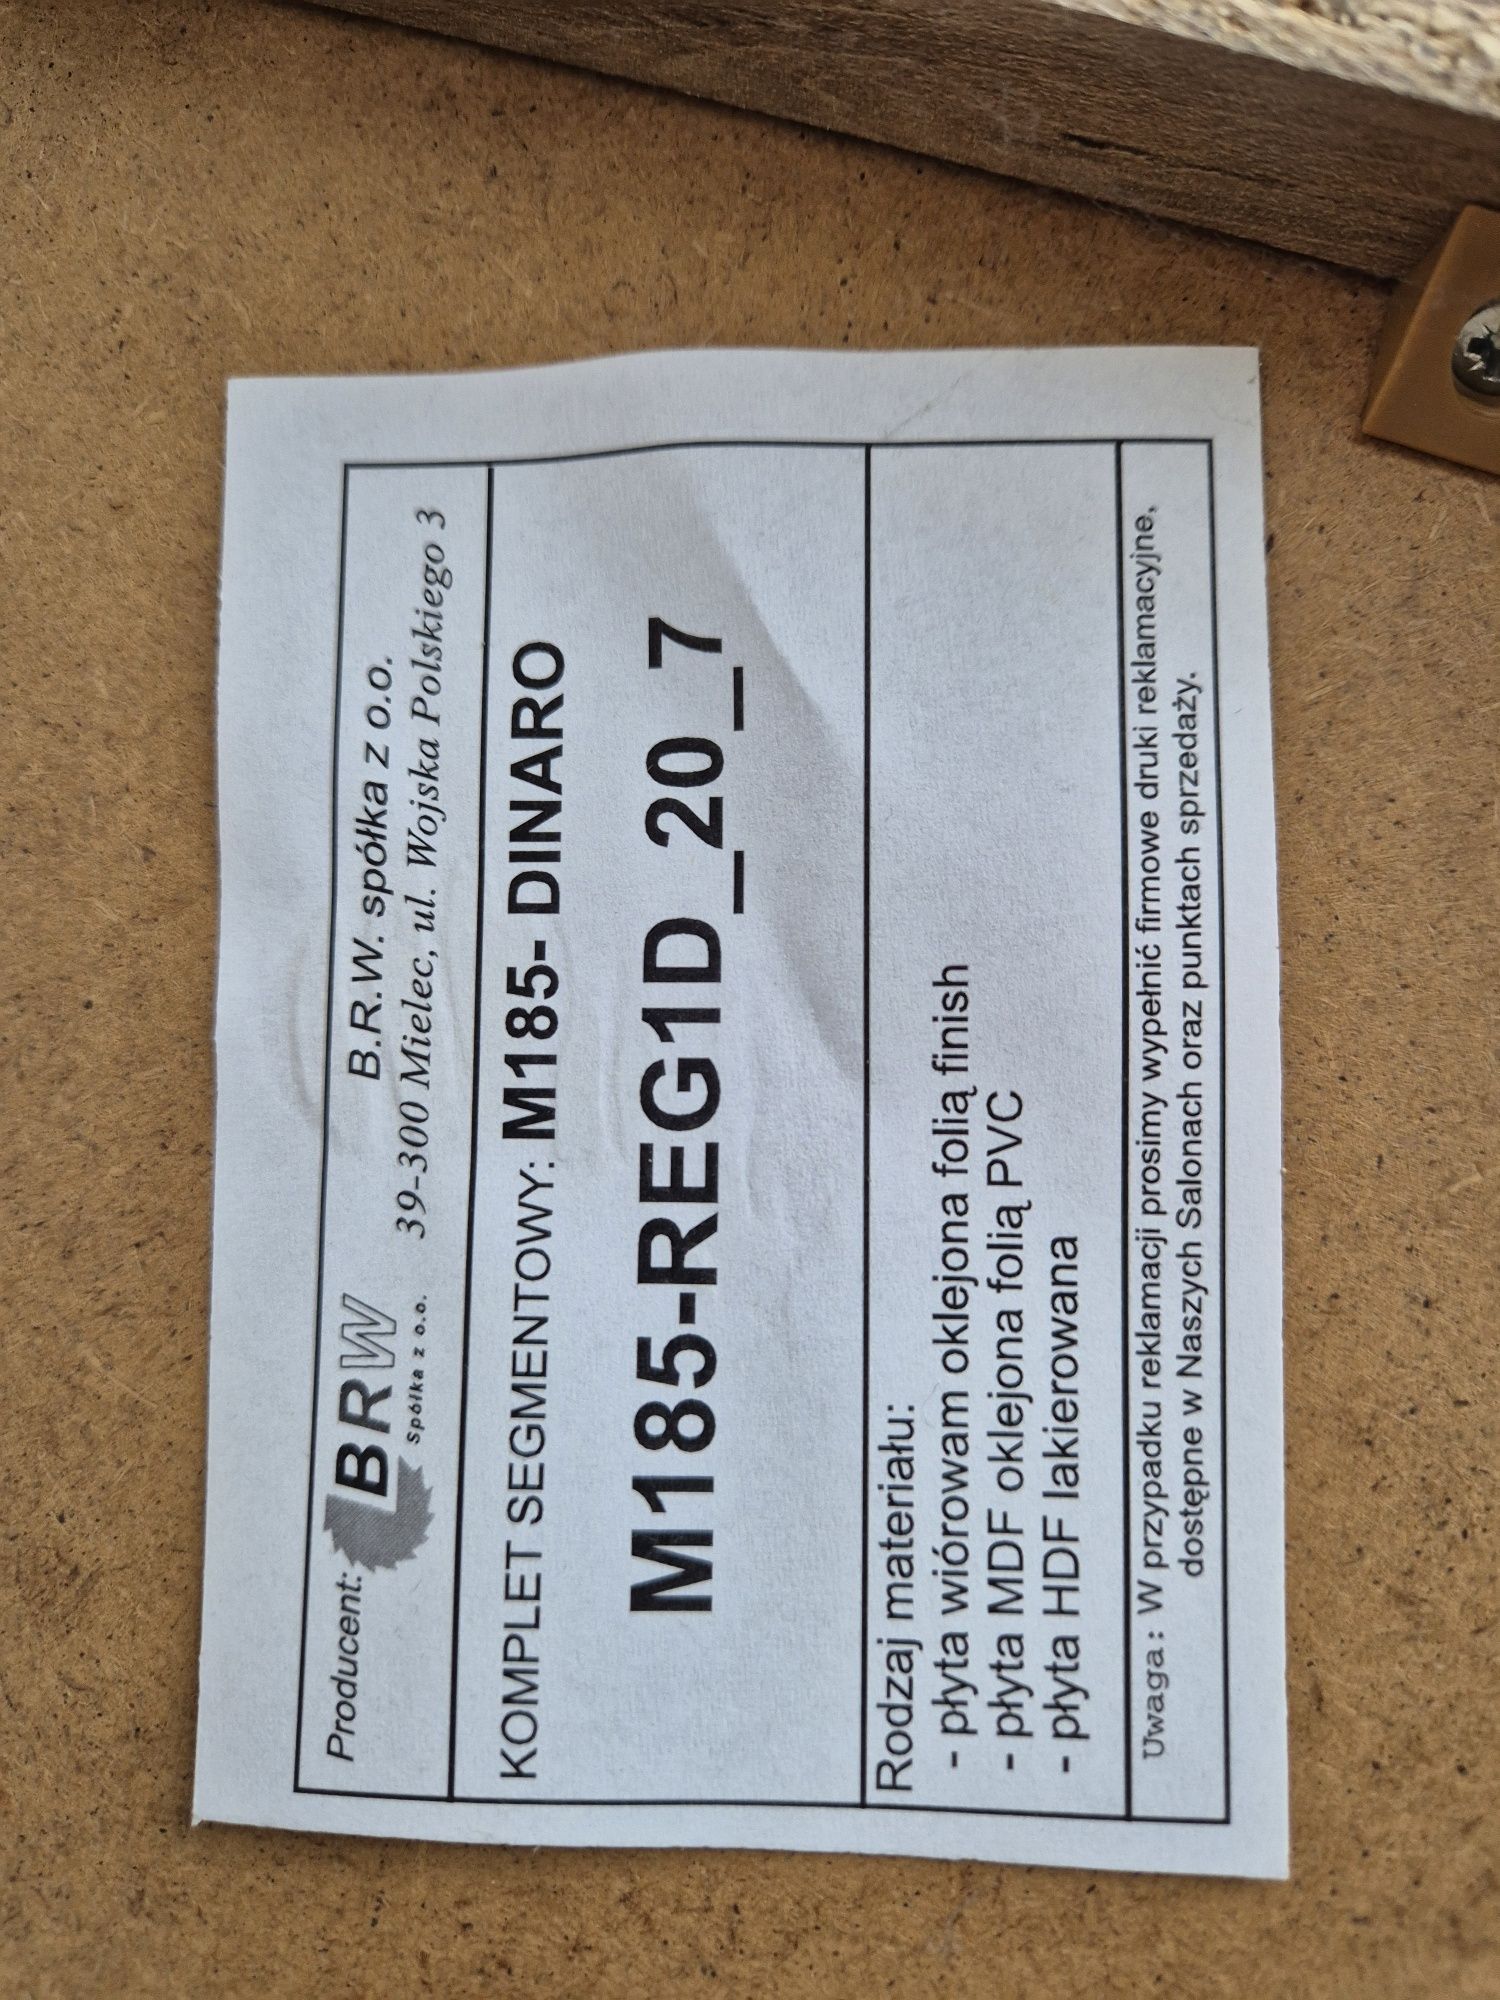 Producent: BRW spółka z o.o.
B.R.W. spółka z o.o.
39-300 Mielec, ul. Wojska Polskiego 3
KOMPLET SEGMENTOWY: M185- DINARO
M185-REG1D_20_7
Rodzaj materiału:
- płyta wiórowam oklejona folią finish
- płyta MDF oklejona folią PVC
- płyta HDF lakierowana
Uwaga: W przypadku reklamacji prosimy wypełnić firmowe druki reklamacyjne,
dostępne w Naszych Salonach oraz punktach sprzedaży.